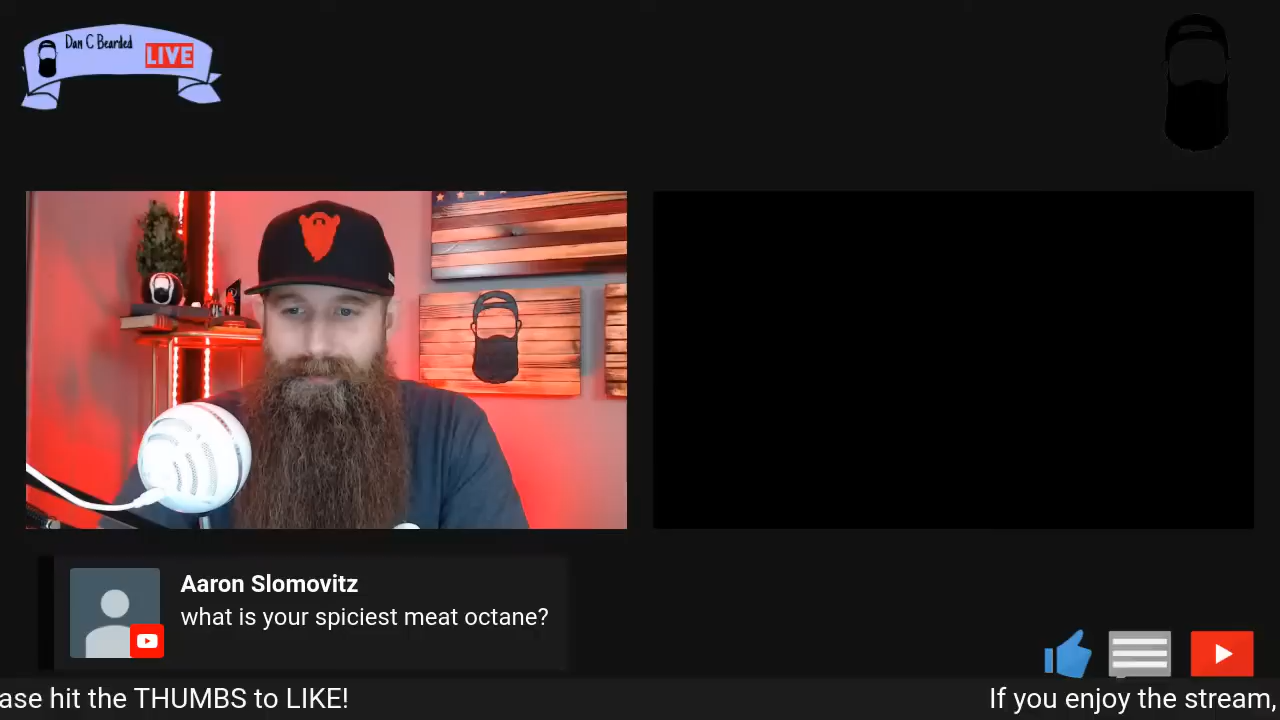 Dan C Bearded
LIVE
Aaron Slomovitz
what is your spiciest meat octane?
ase hit the THUMBS to LIKE!
If you enjoy the stream,